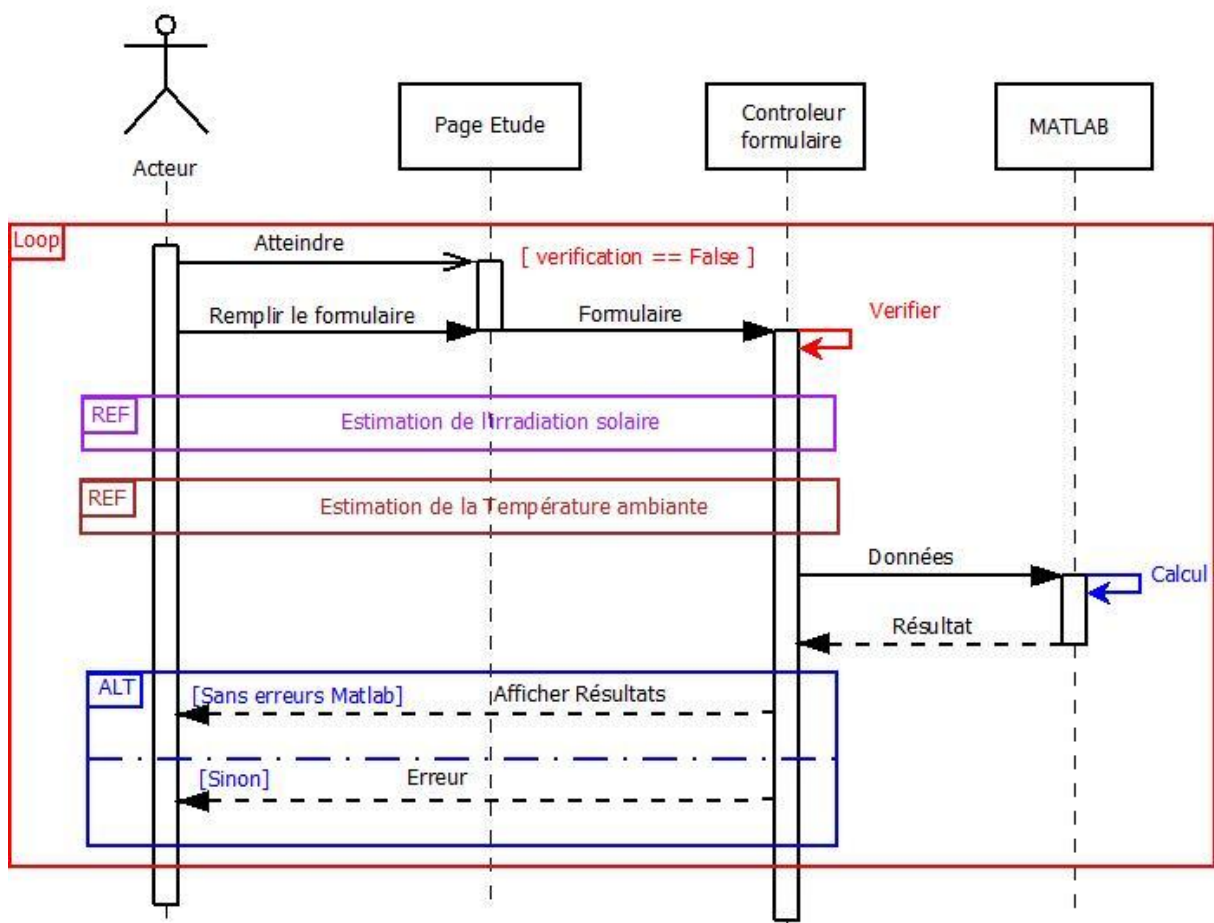 Acteur
Page Etude
Controleur
formulaire
MATLAB
Loop
Atteindre
[ verification == False ]
Remplir le formulaire
Formulaire
Verifier
REF
Estimation de l'irradiation solaire
REF
Estimation de la Température ambiante
Données
Calcul
Résultat
ALT
[Sans erreurs Matlab]
Afficher Résultats
[Sinon]
Erreur